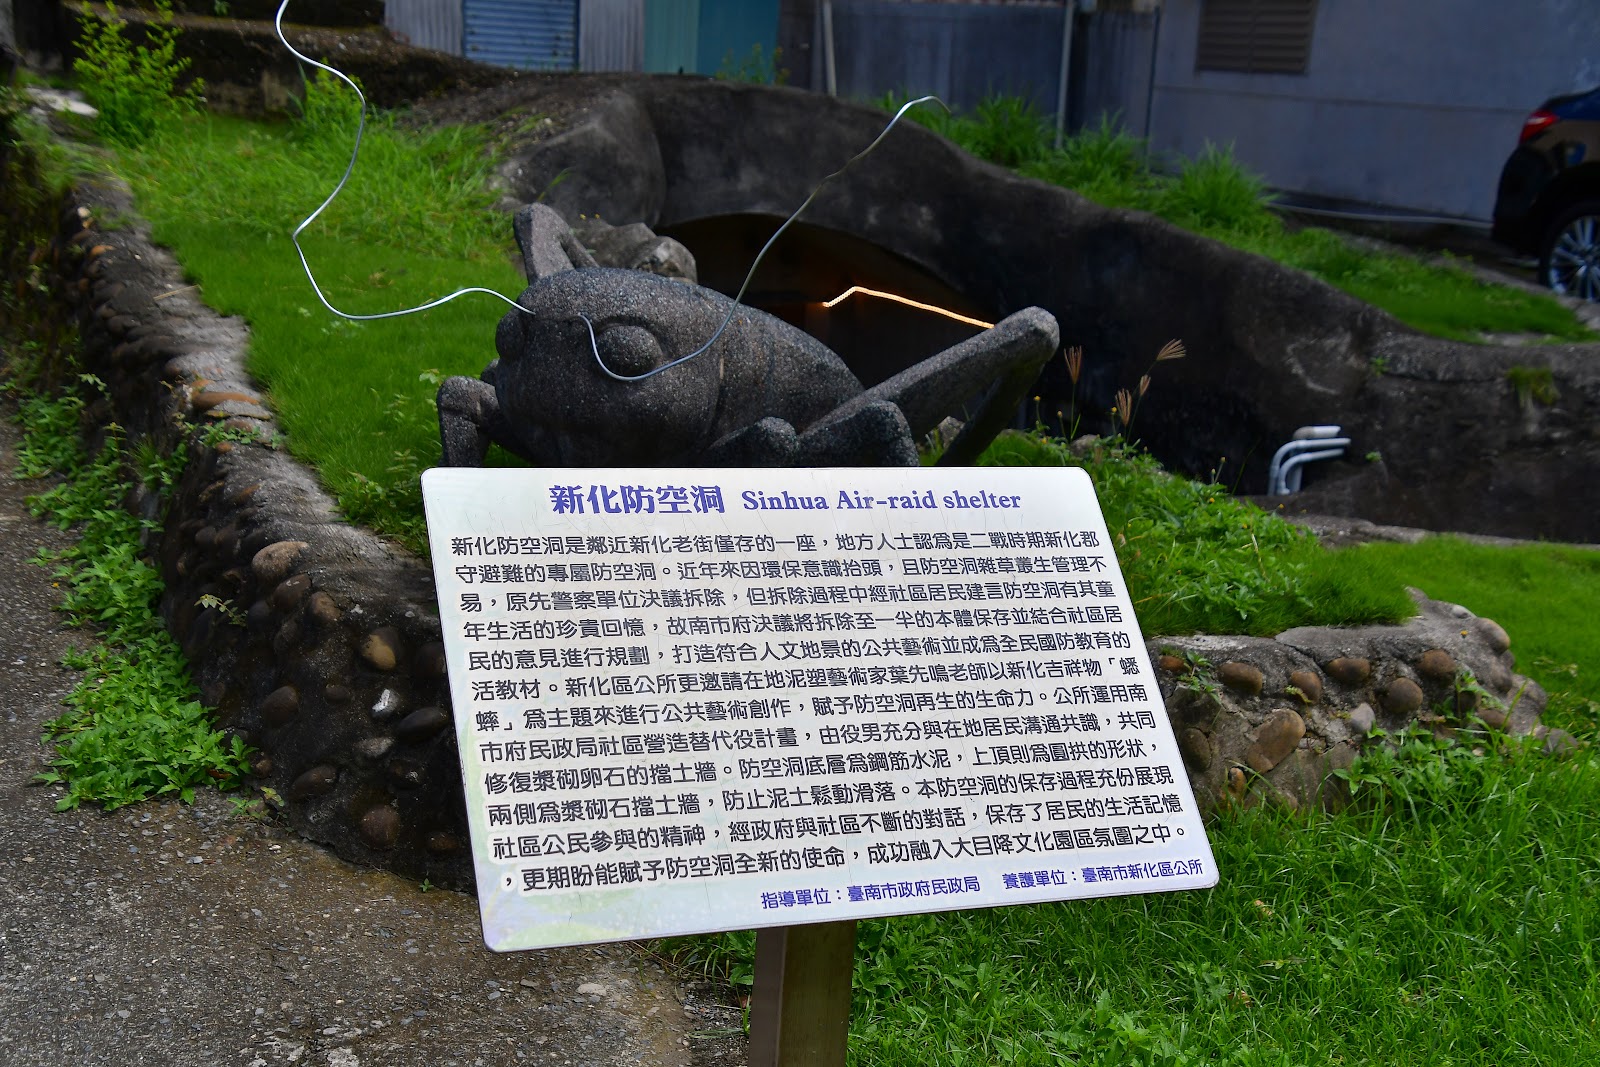 新化防空洞 Sinhua Air-raid shelter
新化防空洞是鄰近新化老街僅存的一座，地方人士認為是二戰時期新化郡
守避難的專屬防空洞。近年來因環保意識抬頭，且防空洞雜草叢生管理不
易，原先警察單位決議拆除，但拆除過程中經社區居民建言防空洞有其童
年生活的珍貴回憶，故南市府決議將拆除至一半的本體保存並結合社區居
民的意見進行規劃，打造符合人文地景的公共藝術並成為全民國防教育的
活教材。新化區公所更邀請在地泥塑藝術家葉先鳴老師以新化吉祥物「蟋
蟀」為主題來進行公共藝術創作，賦予防空洞再生的生命力。公所運用南
市府民政局社區營造替代役計畫，由役男充分與在地居民溝通共識，共同
修復漿砌卵石的擋土牆。防空洞底層為鋼筋水泥，上頂則為圓拱的形狀，
兩側為漿砌石擋土牆，防止泥土鬆動滑落。本防空洞的保存過程充份展現
社區公民參與的精神，經政府與社區不斷的對話，保存了居民的生活記憶
，更期盼能賦予防空洞全新的使命，成功融入大目降文化園區氛圍之中。
指導單位：臺南市政府民政局 養護單位：臺南市新化區公所